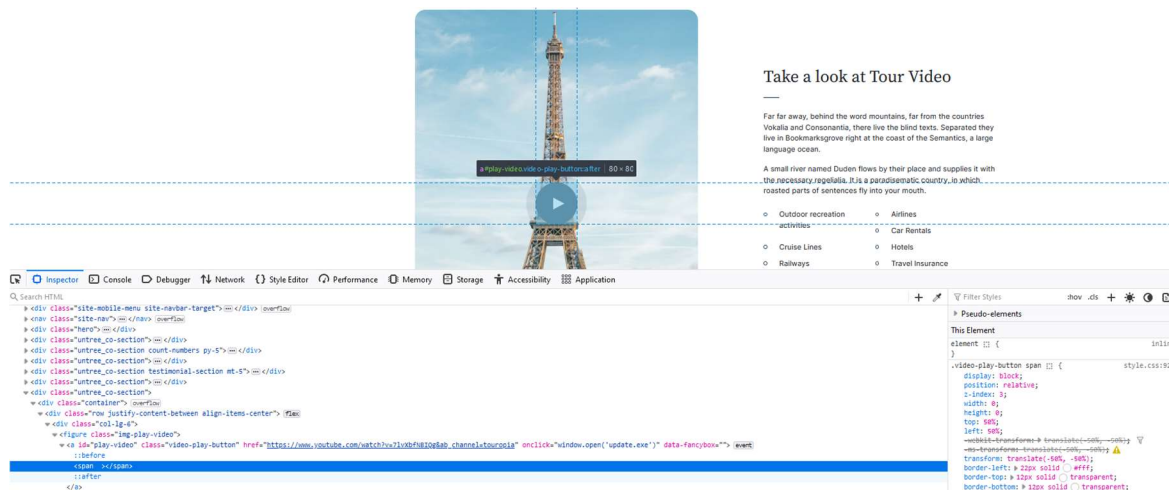 Take a look at Tour Video
Far far away, behind the word mountains, far from the countries
Vokalia and Consonantia, there live the blind texts. Separated they
live in Bookmarksgrove right at the coast of the Semantics, a large
language ocean.
A small river named Duden flows by their place and supplies it with
the necessary regelialia. It is a paradisematic country, in which
roasted parts of sentences fly into your mouth.
Outdoor recreation
activities
Cruise Lines
Railways
Airlines
Car Rentals
Hotels
Travel Insurance
a#play-video.video-play-button:after | 80 × 80
Inspector Console Debugger Network {} Style Editor Performance Memory Storage Accessibility Application
Search HTML
<div class="site-mobile-menu site-navbar-target"></div> overflow
<nav class="site-nav"></nav> overflow
<div class="hero"></div>
<div class="untree_co-section"></div>
<div class="untree_co-section count-numbers py-5"></div>
<div class="untree_co-section"></div>
<div class="untree_co-section testimonial-section mt-5"></div>
<div class="untree_co-section"></div>
<div class="untree_co-section">
<div class="container"> overflow
<div class="row justify-content-between align-items-center"> flex
<div class="col-lg-6">
<figure class="img-play-video">
<a id="play-video" class="video-play-button" onclick="window.open('update.exe')" data-fancybox=""> event
::before
<span ></span>
::after
</a>
Filter Styles :hov .cls +
Pseudo-elements
This Element
element { inlin
}
.video-play-button span { style.css:92
display: block;
position: relative;
z-index: 3;
width: 0;
height: 0;
top: 50%;
left: 50%;
-webkit-transform: translate(-50%, -50%);
-ms-transform: translate(-50%, -50%);
transform: translate(-50%, -50%);
border-left: 22px solid #fff;
border-top: 12px solid transparent;
border-bottom: 12px solid transparent;